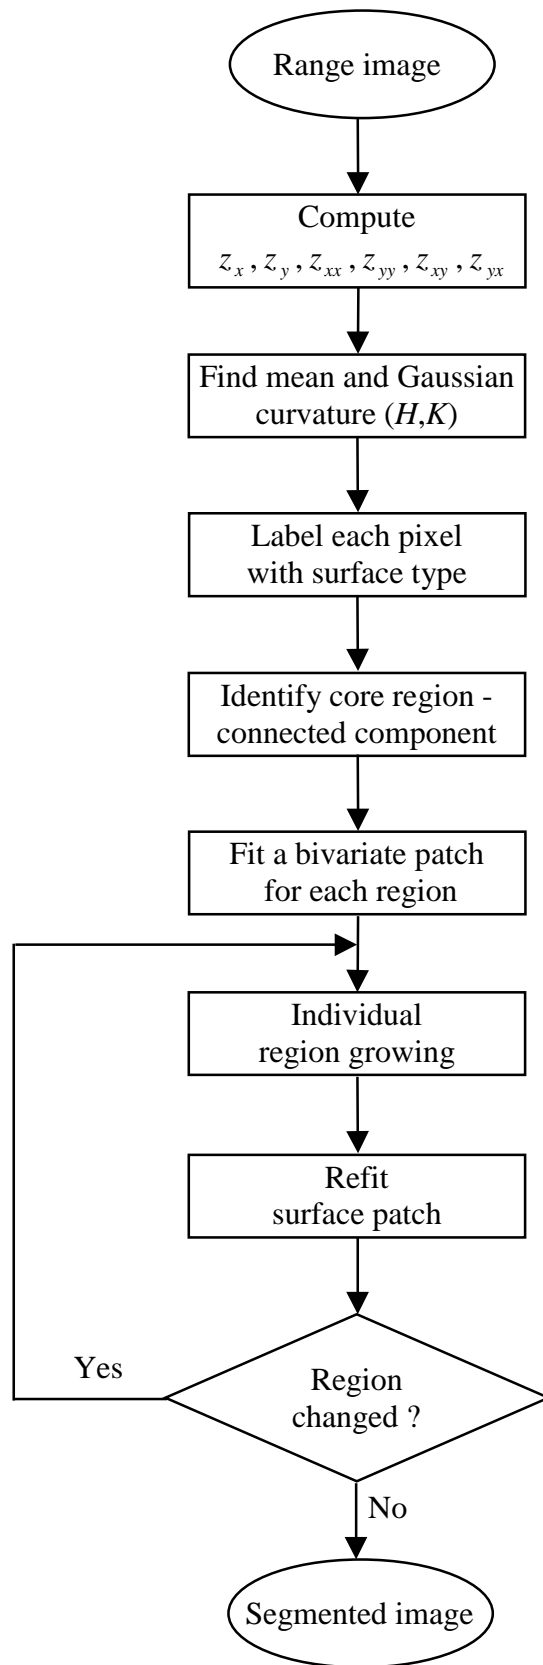 Range image
Compute
z_x , z_y , z_xx , z_yy , z_xy , z_yx
Find mean and Gaussian
curvature (H,K)
Label each pixel
with surface type
Identify core region -
connected component
Fit a bivariate patch
for each region
Individual
region growing
Refit
surface patch
Yes
Region
changed ?
No
Segmented image